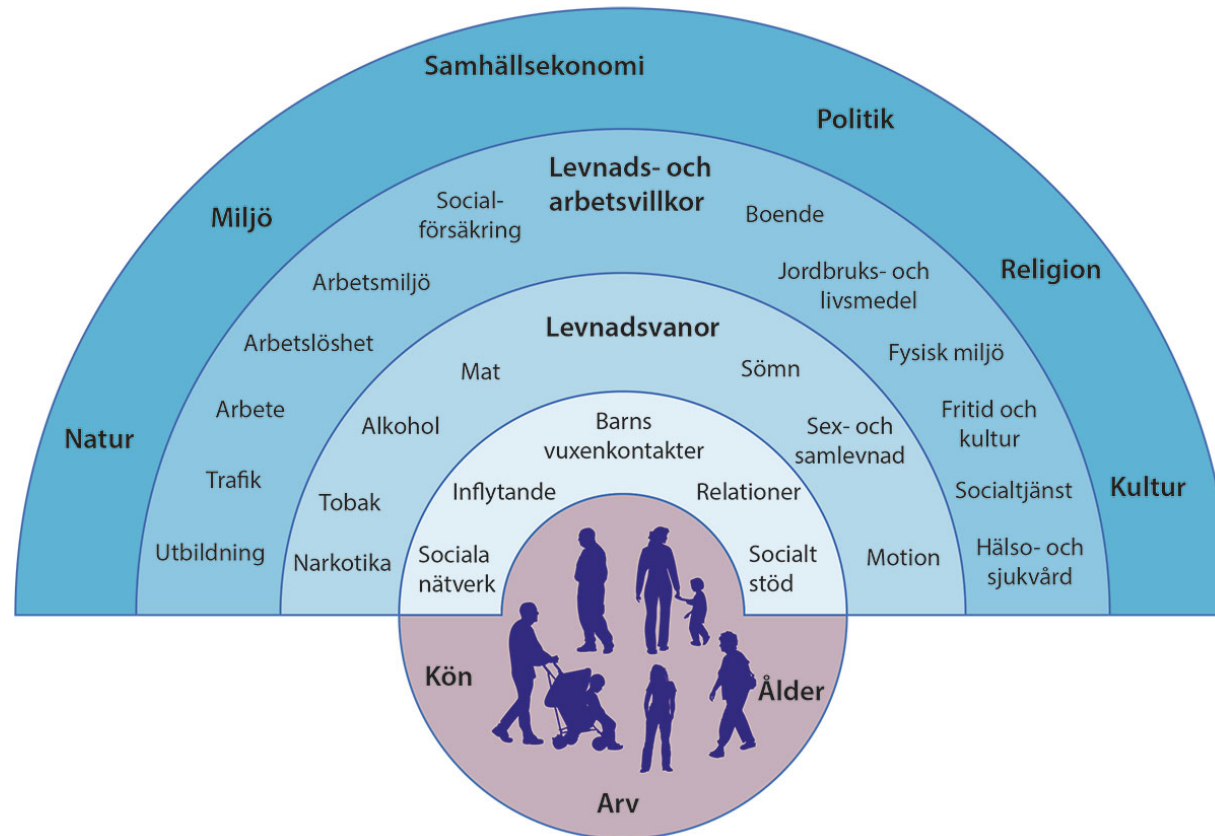 Samhällsekonomi
Politik
Miljö
Religion
Natur
Kultur
Levnads- och
arbetsvillkor
Social-
försäkring
Boende
Arbetsmiljö
Jordbruks- och
livsmedel
Arbetslöshet
Fysisk miljö
Arbete
Fritid och
kultur
Trafik
Socialtjänst
Utbildning
Hälso- och
sjukvård
Levnadsvanor
Mat
Sömn
Alkohol
Sex- och
samlevnad
Tobak
Narkotika
Motion
Barns
vuxenkontakter
Inflytande
Relationer
Sociala
nätverk
Socialt
stöd
Kön
Ålder
Arv